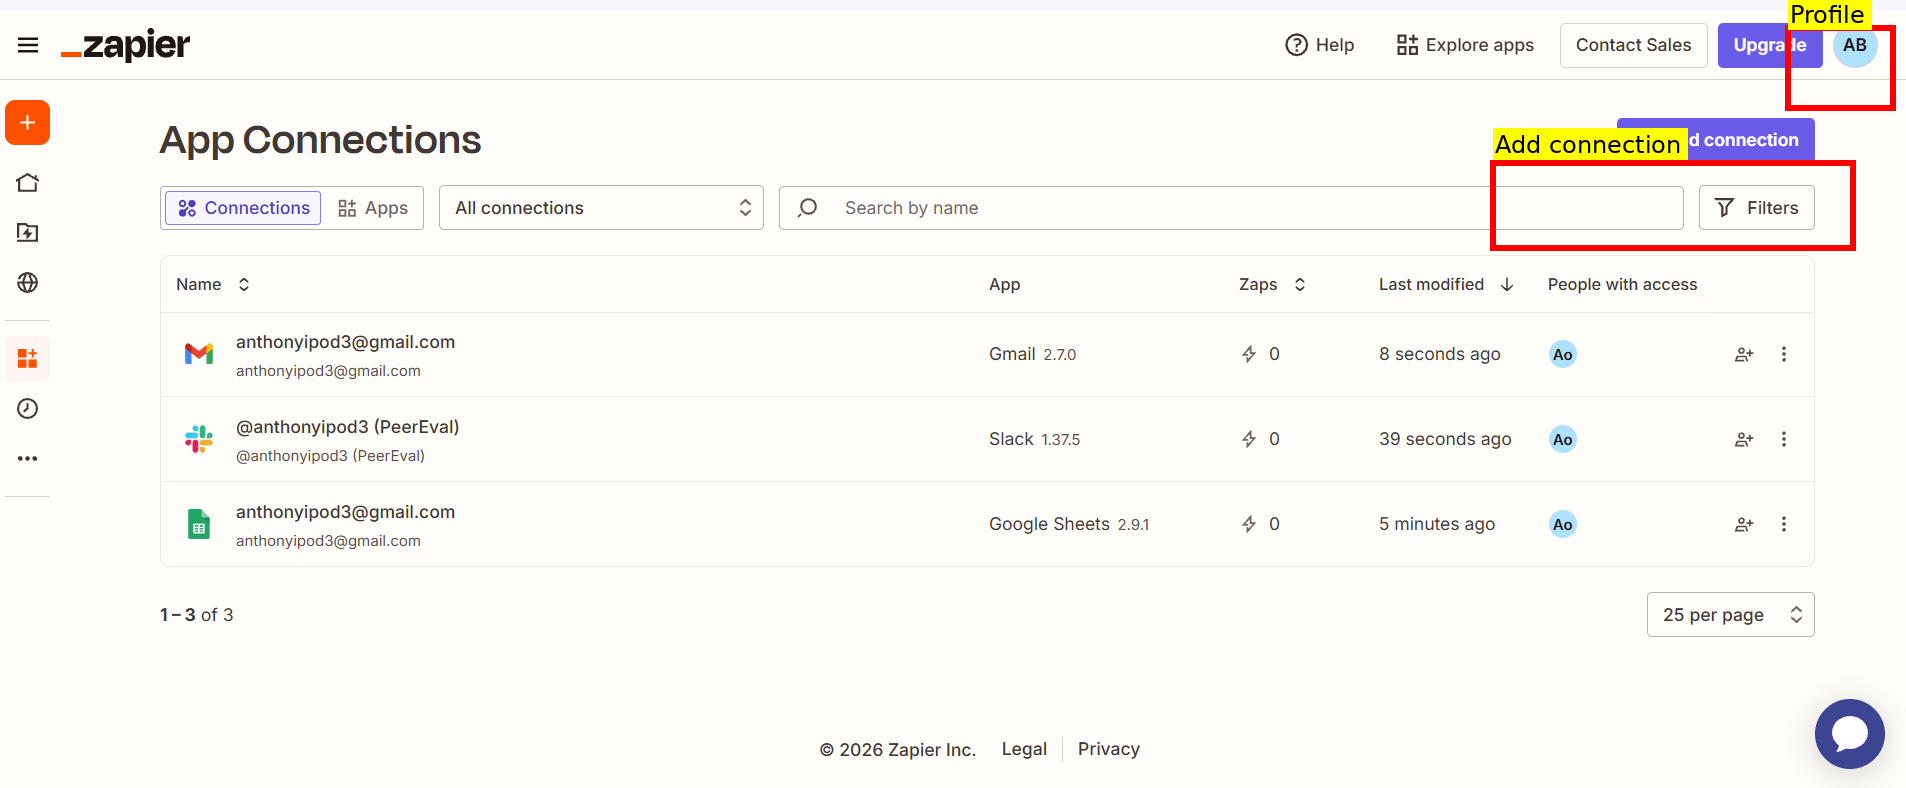 Profile
zapier
Help
Explore apps
Contact Sales
Upgrade
AB
App Connections
Add connection
connection
Connections
Apps
All connections
Search by name
Filters
Name
App
Zaps
Last modified
People with access
anthonyipod3@gmail.com
anthonyipod3@gmail.com
Gmail 2.7.0
0
8 seconds ago
Ao
@anthonyipod3 (PeerEval)
@anthonyipod3 (PeerEval)
Slack 1.37.5
0
39 seconds ago
Ao
anthonyipod3@gmail.com
anthonyipod3@gmail.com
Google Sheets 2.9.1
0
5 minutes ago
Ao
1 – 3 of 3
25 per page
© 2026 Zapier Inc.
Legal
Privacy